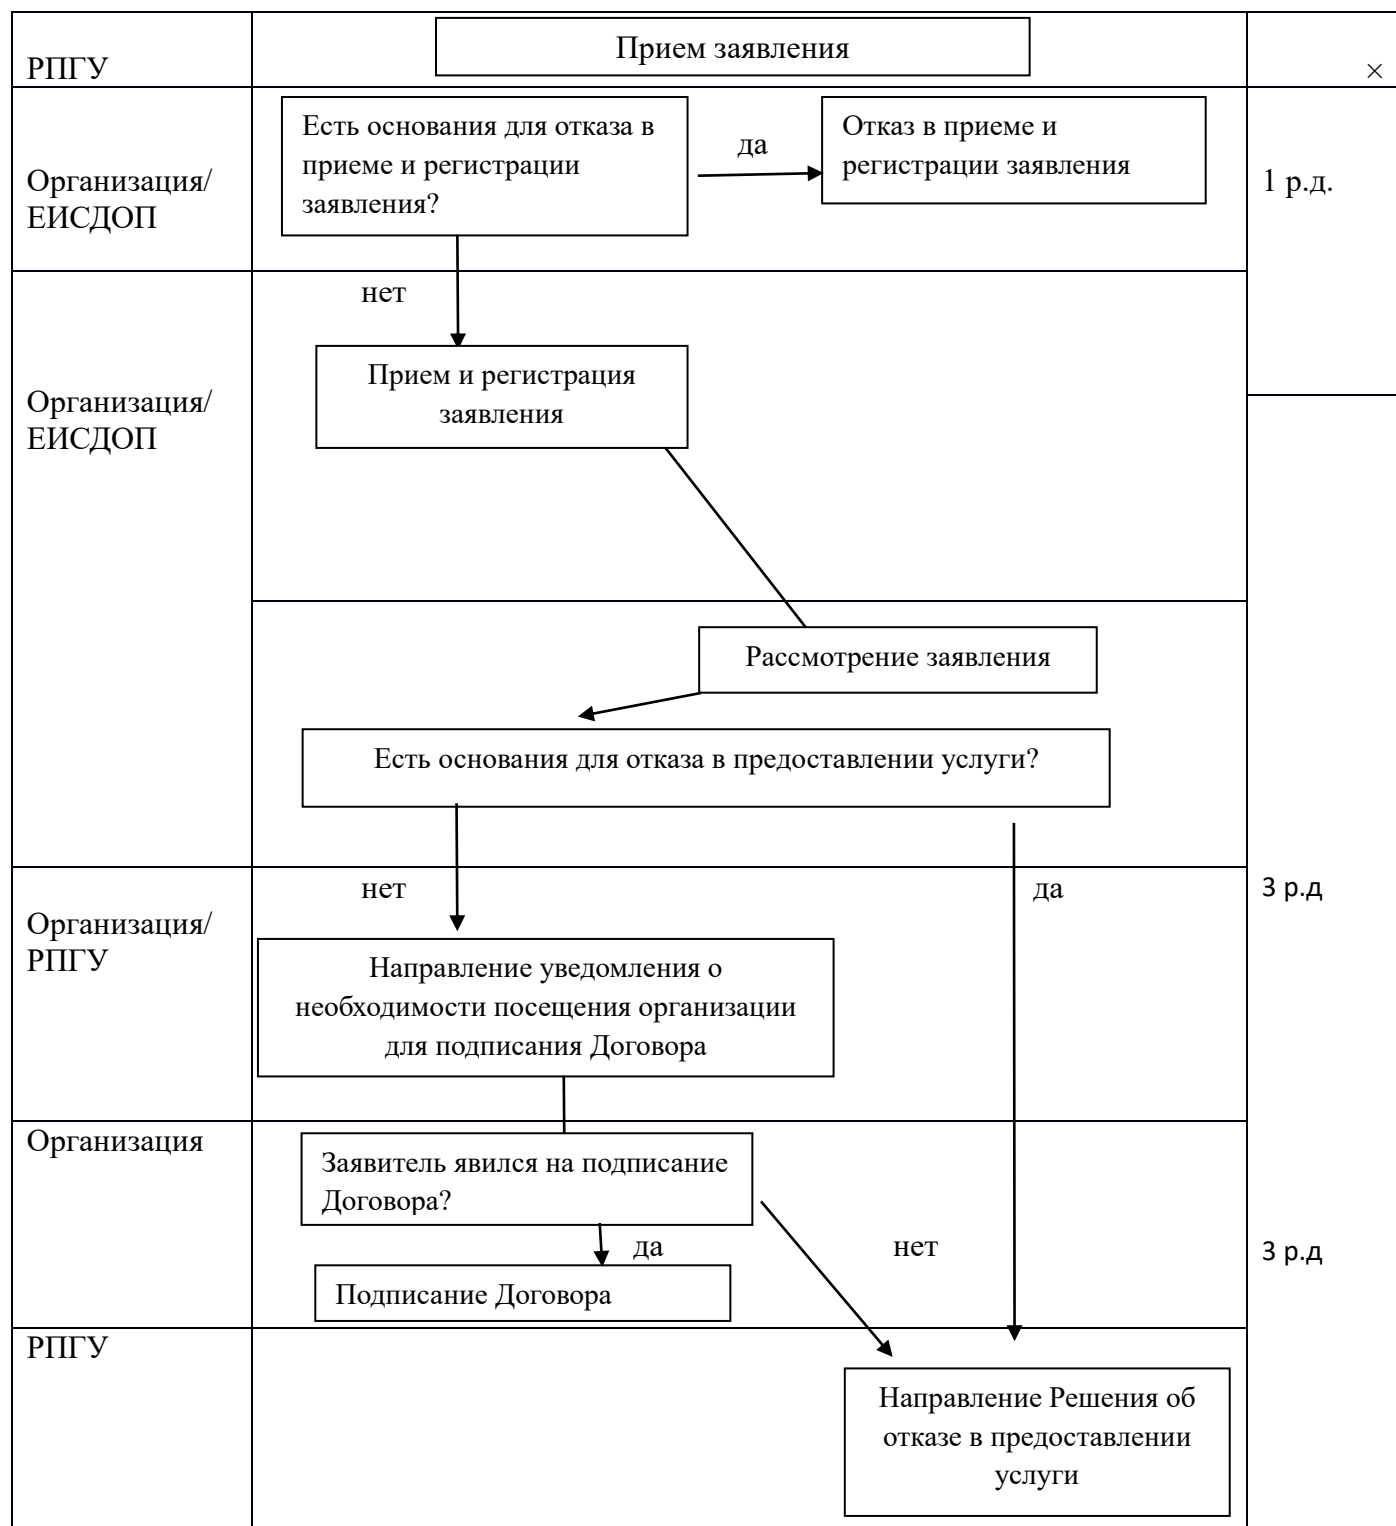 Прием заявления
РПГУ
×
Есть основания для отказа в
приеме и регистрации
заявления?
да
Отказ в приеме и
регистрации заявления
Организация/
ЕИСДОП
1 р.д.
нет
Прием и регистрация
заявления
Организация/
ЕИСДОП
Рассмотрение заявления
Есть основания для отказа в предоставлении услуги?
нет
да
3 р.д
Организация/
РПГУ
Направление уведомления о
необходимости посещения организации
для подписания Договора
Организация
Заявитель явился на подписание
Договора?
да
нет
3 р.д
Подписание Договора
РПГУ
Направление Решения об
отказе в предоставлении
услуги